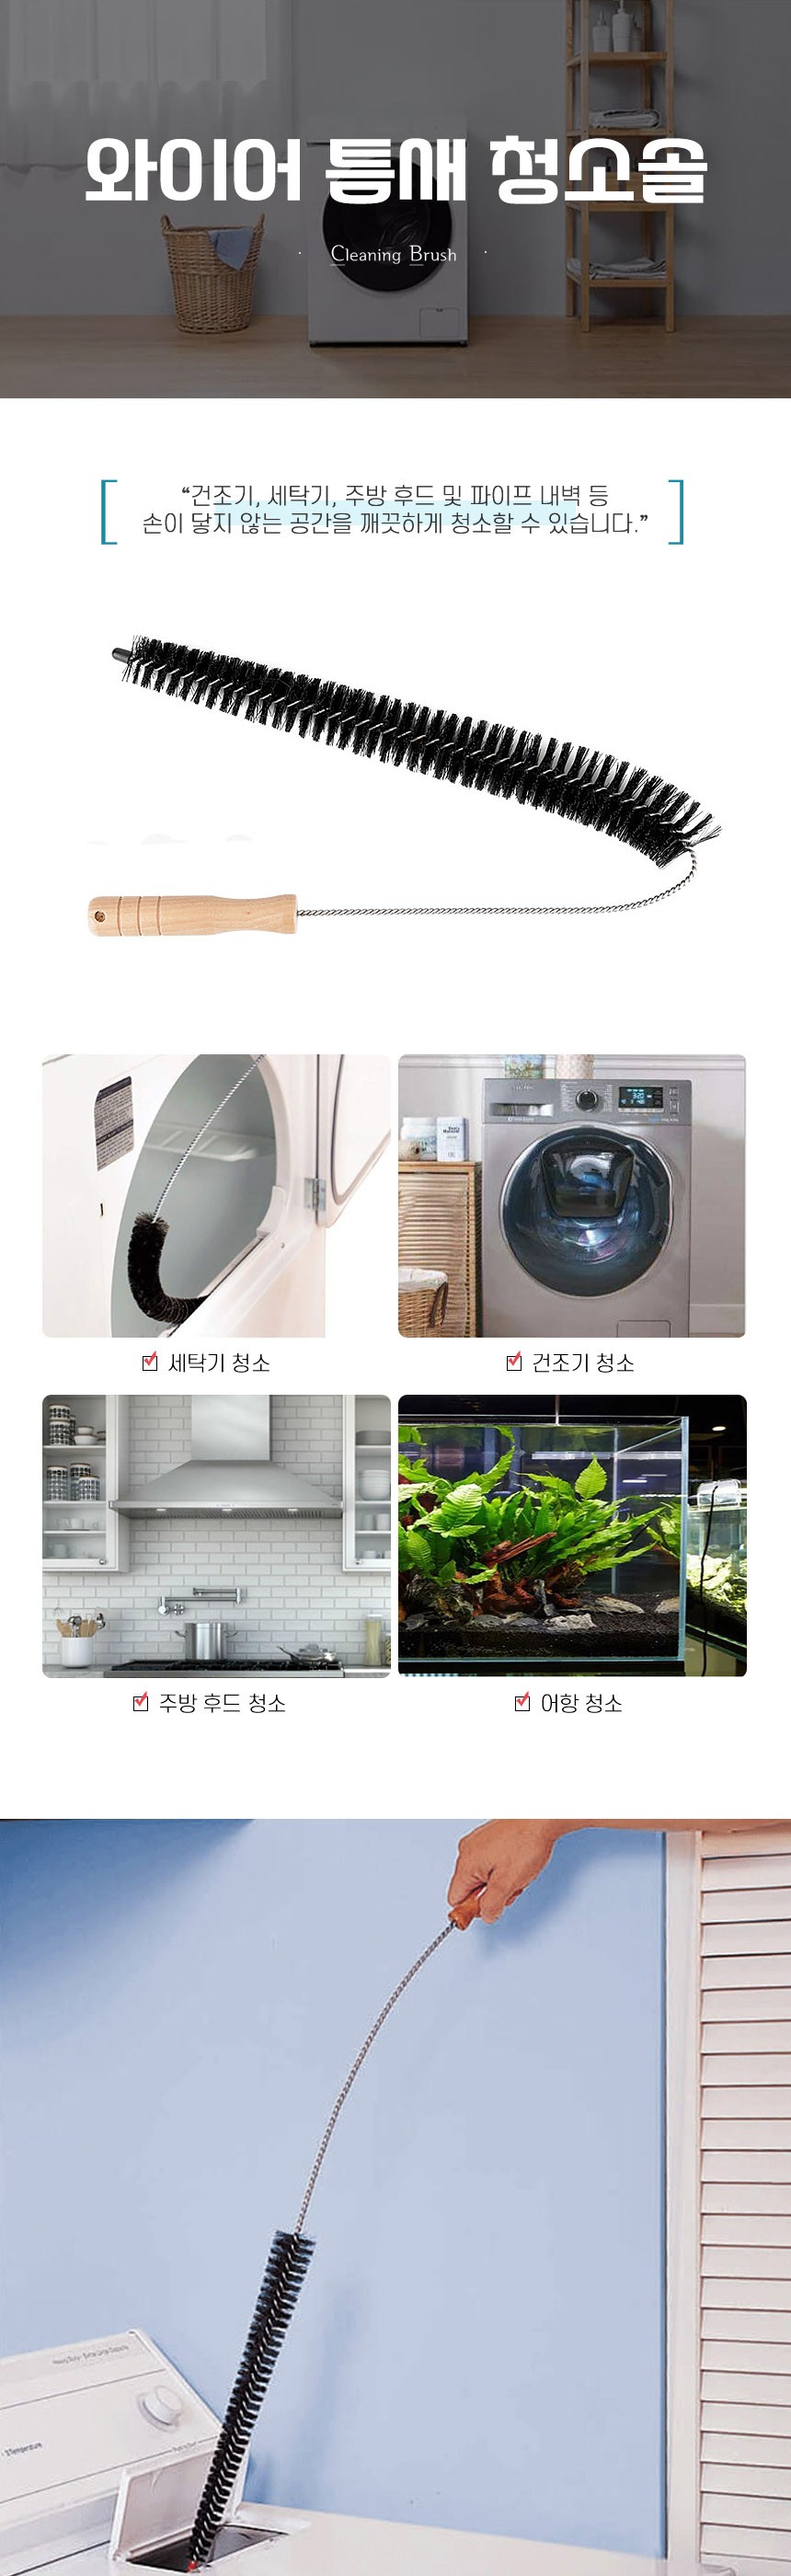 와이어 틈새 청소솔
Cleaning Brush
“건조기, 세탁기, 주방 후드 및 파이프 내벽 등
손이 닿지 않는 공간을 깨끗하게 청소할 수 있습니다.”
세탁기 청소
건조기 청소
주방 후드 청소
어항 청소
Temperature